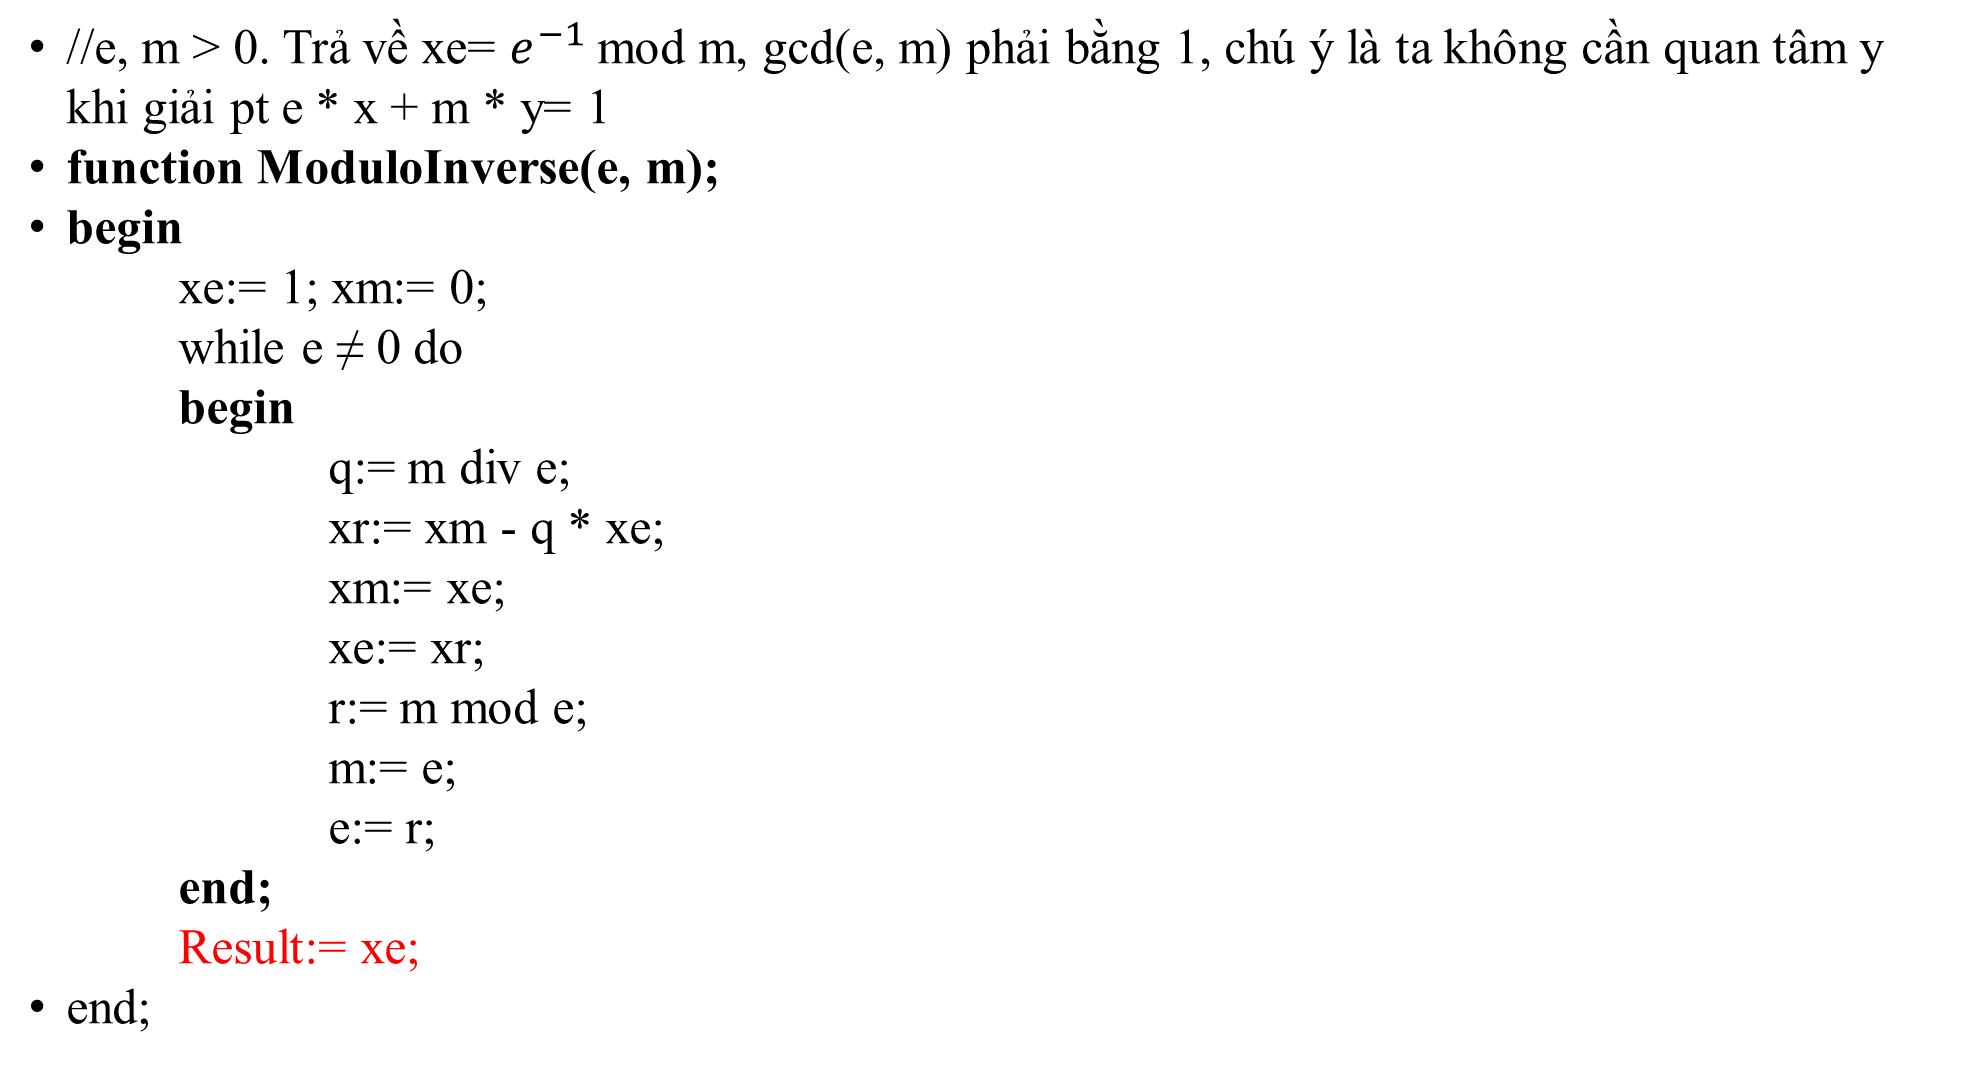 • //e, m > 0. Trả về xe= e⁻¹ mod m, gcd(e, m) phải bằng 1, chú ý là ta không cần quan tâm y
khi giải pt e * x + m * y= 1
• function ModuloInverse(e, m);
• begin
xe:= 1; xm:= 0;
while e ≠ 0 do
begin
q:= m div e;
xr:= xm - q * xe;
xm:= xe;
xe:= xr;
r:= m mod e;
m:= e;
e:= r;
end;
Result:= xe;
• end;